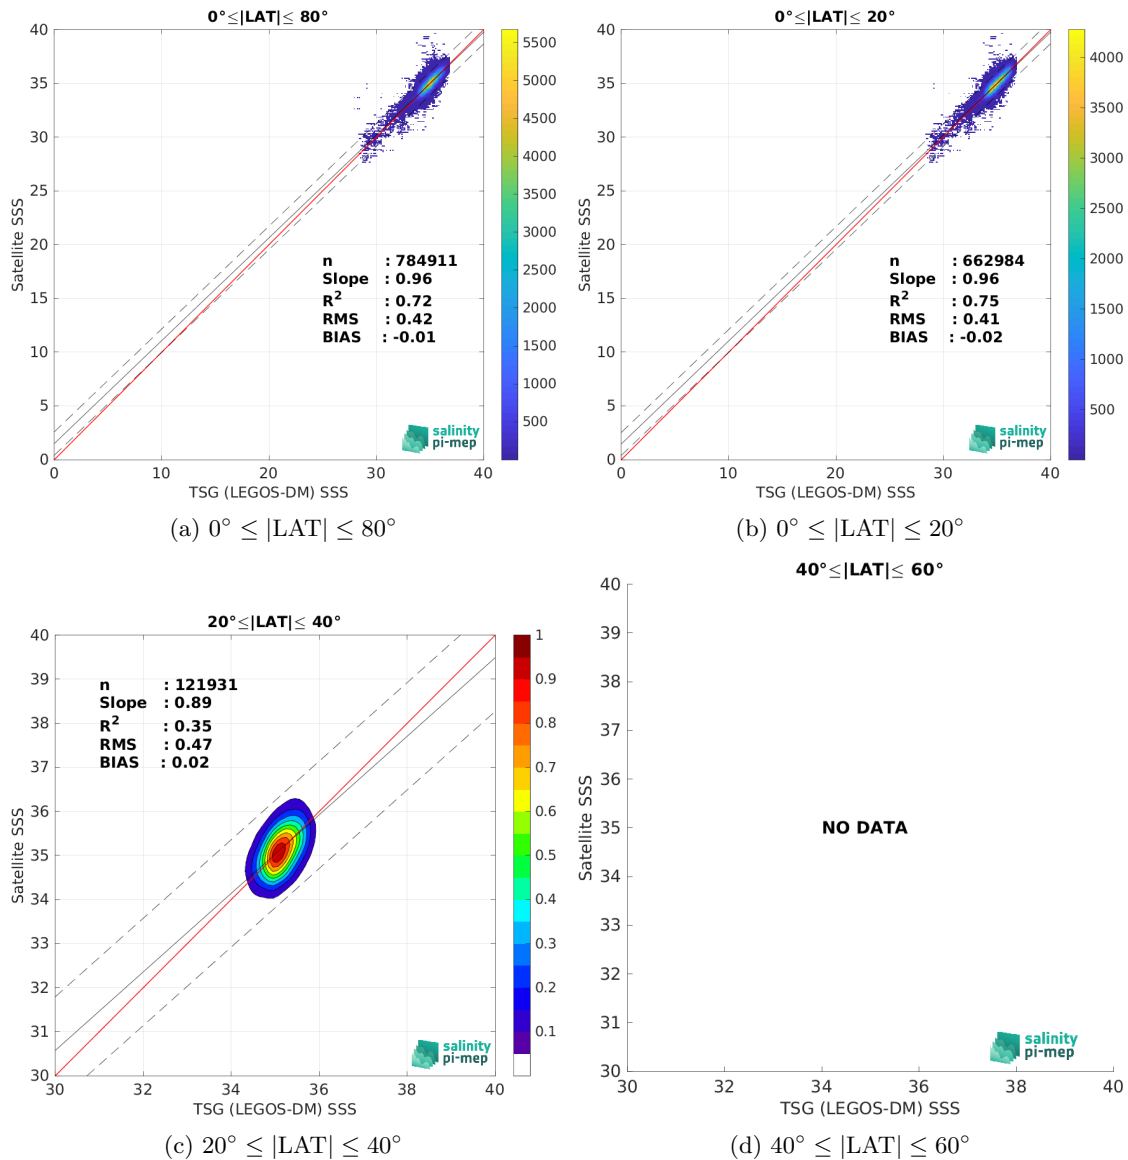 0°≤|LAT|≤ 80°
40
35
30
25
20
15
10
5
0
0
10
20
30
40
Satellite SSS
TSG (LEGOS-DM) SSS
n : 784911
Slope : 0.96
R² : 0.72
RMS : 0.42
BIAS : -0.01
salinity
pi-mep
5500
5000
4500
4000
3500
3000
2500
2000
1500
1000
500
(a) 0° ≤ |LAT| ≤ 80°
0°≤|LAT|≤ 20°
40
35
30
25
20
15
10
5
0
0
10
20
30
40
Satellite SSS
TSG (LEGOS-DM) SSS
n : 662984
Slope : 0.96
R² : 0.75
RMS : 0.41
BIAS : -0.02
salinity
pi-mep
4000
3500
3000
2500
2000
1500
1000
500
(b) 0° ≤ |LAT| ≤ 20°
20°≤|LAT|≤ 40°
40
39
38
37
36
35
34
33
32
31
30
30
32
34
36
38
40
Satellite SSS
TSG (LEGOS-DM) SSS
n : 121931
Slope : 0.89
R² : 0.35
RMS : 0.47
BIAS : 0.02
salinity
pi-mep
1
0.9
0.8
0.7
0.6
0.5
0.4
0.3
0.2
0.1
(c) 20° ≤ |LAT| ≤ 40°
40°≤|LAT|≤ 60°
40
39
38
37
36
35
34
33
32
31
30
30
32
34
36
38
40
Satellite SSS
TSG (LEGOS-DM) SSS
NO DATA
salinity
pi-mep
(d) 40° ≤ |LAT| ≤ 60°